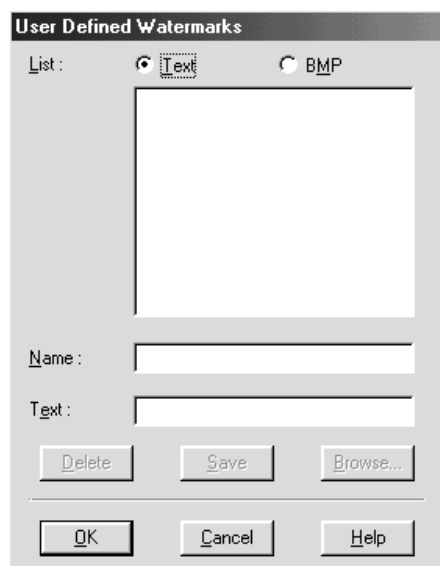 User Defined Watermarks
List : Text BMP
Name :
Text :
Delete Save Browse...
OK Cancel Help